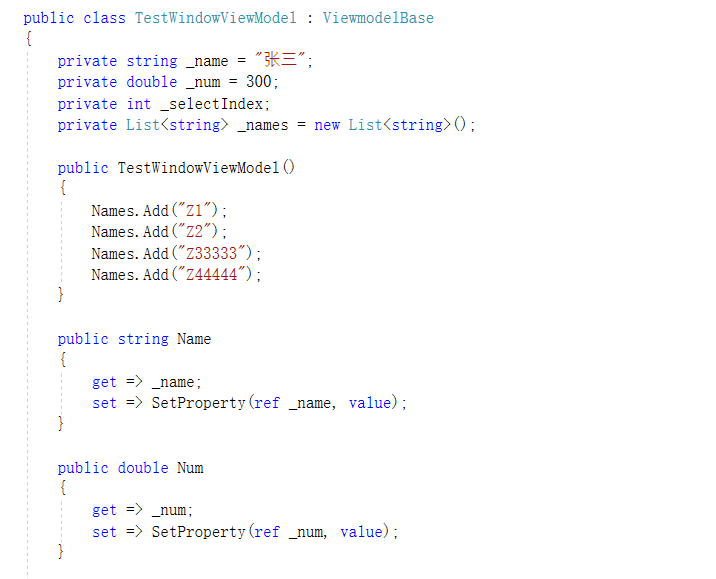 public class TestWindowViewModel : ViewmodelBase
{
private string _name = "张三";
private double _num = 300;
private int _selectIndex;
private List<string> _names = new List<string>();
public TestWindowViewModel()
{
Names.Add("Z1");
Names.Add("Z2");
Names.Add("Z33333");
Names.Add("Z44444");
}
public string Name
{
get => _name;
set => SetProperty(ref _name, value);
}
public double Num
{
get => _num;
set => SetProperty(ref _num, value);
}